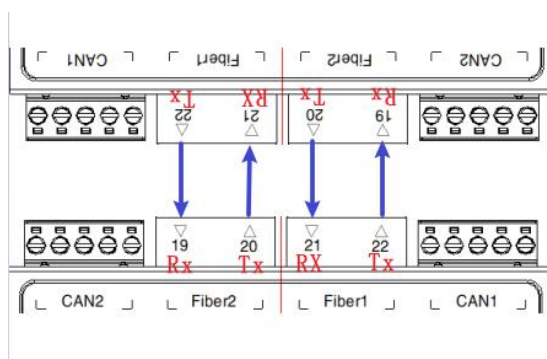 CAN1 Fiber1 Fiber2 CAN2
Tx RX Tx Rx
22 21 20 19
19 20 21 22
Rx Tx RX Tx
CAN2 Fiber2 Fiber1 CAN1